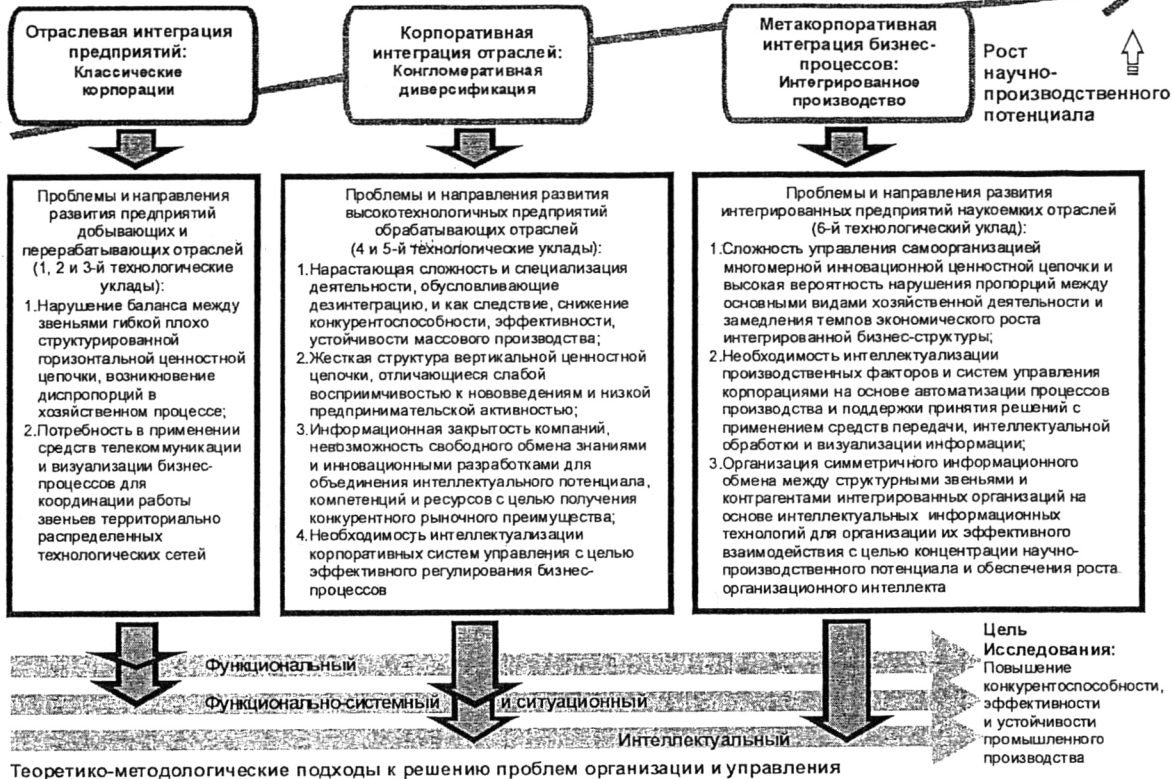 Отраслевая интеграция
предприятий:
Классические
корпорации
Корпоративная
интеграция отраслей:
Конгломеративная
диверсификация
Метакорпоративная
интеграция бизнес-
процессов:
Интегрированное
производство
Рост
научно-
производственного
потенциала
Проблемы и направления
развития предприятий
добывающих и
перерабатывающих отраслей
(1, 2 и 3-й технологические
уклады):
1.Нарушение баланса между
звеньями гибкой плохо
структурированной
горизонтальной ценностной
цепочки, возникновение
диспропорций в
хозяйственном процессе;
2.Потребность в применении
средств телекоммуникации
и визуализации бизнес-
процессов для
координации работы
звеньев территориально
распределенных
технологических сетей
Проблемы и направления развития
высокотехнологичных предприятий
обрабатывающих отраслей
(4 и 5-й технологические уклады):
1.Нарастающая сложность и специализация
деятельности, обусловливающие
дезинтеграцию, и как следствие, снижение
конкурентоспособности, эффективности,
устойчивости массового производства;
2.Жесткая структура вертикальной ценностной
цепочки, отличающиеся слабой
восприимчивостью к нововведениям и низкой
предпринимательской активностью;
3.Информационная закрытость компаний,
невозможность свободного обмена знаниями
и инновационными разработками для
объединения интеллектуального потенциала,
компетенций и ресурсов с целью получения
конкурентного рыночного преимущества;
4.Необходимость интеллектуализации
корпоративных систем управления с целью
эффективного регулирования бизнес-
процессов
Проблемы и направления развития
интегрированных предприятий наукоемких отраслей
(6-й технологический уклад):
1.Сложность управления самоорганизацией
многомерной инновационной ценностной цепочки и
высокая вероятность нарушения пропорций между
основными видами хозяйственной деятельности и
замедления темпов экономического роста
интегрированной бизнес-структуры;
2.Необходимость интеллектуализации
производственных факторов и систем управления
корпорациями на основе автоматизации процессов
производства и поддержки принятия решений с
применением средств передачи, интеллектуальной
обработки и визуализации информации;
3.Организация симметричного информационного
обмена между структурными звеньями и
контрагентами интегрированных организаций на
основе интеллектуальных информационных
технологий для организации их эффективного
взаимодействия с целью концентрации научно-
производственного потенциала и обеспечения роста
организационного интеллекта
Функциональный
Функционально-системный и ситуационный
Интеллектуальный
Цель
Исследования:
Повышение
конкурентоспособности,
эффективности
и устойчивости
промышленного
производства
Теоретико-методологические подходы к решению проблем организации и управления